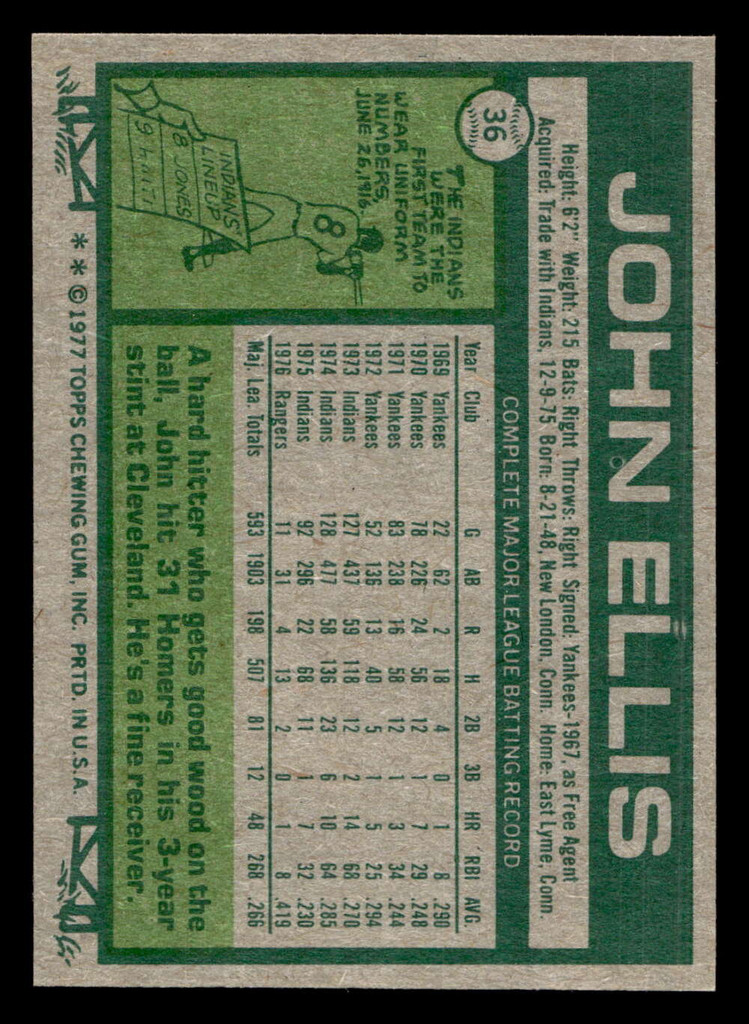 JOHN ELLIS
36
Height: 6'2" Weight: 215 Bats: Right Throws: Right Signed: Yankees-1967, as Free Agent
Acquired: Trade with Indians, 12-9-75 Born: 8-21-48, New London, Conn. Home: East Lyme, Conn.
THE INDIANS
WERE THE
FIRST TEAM TO
WEAR UNIFORM
NUMBERS,
JUNE 26, 1916.
8
INDIANS'
LINEUP
8 JONES
9
COMPLETE MAJOR LEAGUE BATTING RECORD
Year Club G AB R H 2B 3B HR RBI AVG.
1969 Yankees 22 62 2 18 4 0 1 8 .290
1970 Yankees 78 226 24 56 12 1 7 29 .248
1971 Yankees 83 238 16 58 12 1 3 34 .244
1972 Yankees 52 136 13 40 5 1 5 25 .294
1973 Indians 127 437 59 118 12 2 14 68 .270
1974 Indians 128 477 58 136 23 6 10 64 .285
1975 Indians 92 296 22 68 11 1 7 32 .230
1976 Rangers 11 31 4 13 2 0 1 8 .419
Maj. Lea. Totals 593 1903 198 507 81 12 48 268 .266
A hard hitter who gets good wood on the
ball, John hit 31 Homers in his 3-year
stint at Cleveland. He's a fine receiver.
* * © 1977 TOPPS CHEWING GUM, INC. PRTD. IN U.S.A.